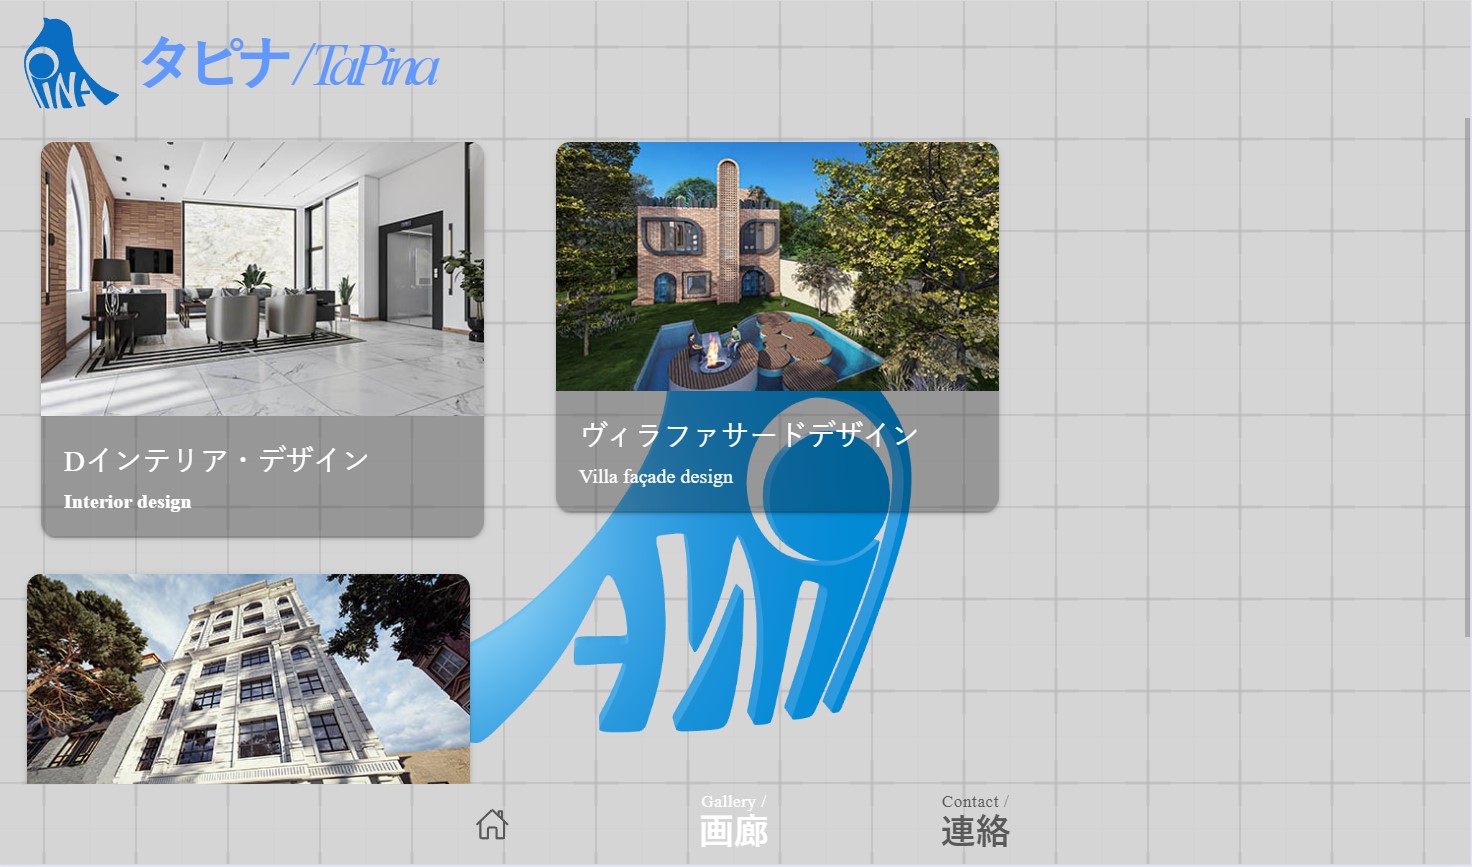 PINA
タピナ/TaPina
Dインテリア・デザイン
Interior design
ヴィラファサードデザイン
Villa façade design
Gallery /
画廊
Contact /
連絡